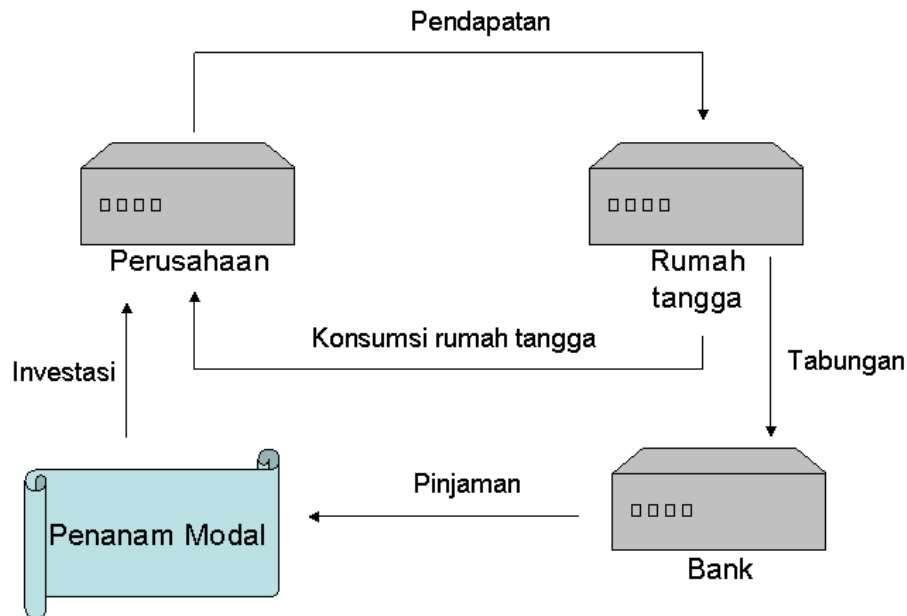 Pendapatan
Perusahaan
Rumah
tangga
Konsumsi rumah tangga
Investasi
Tabungan
Pinjaman
Penanam Modal
Bank